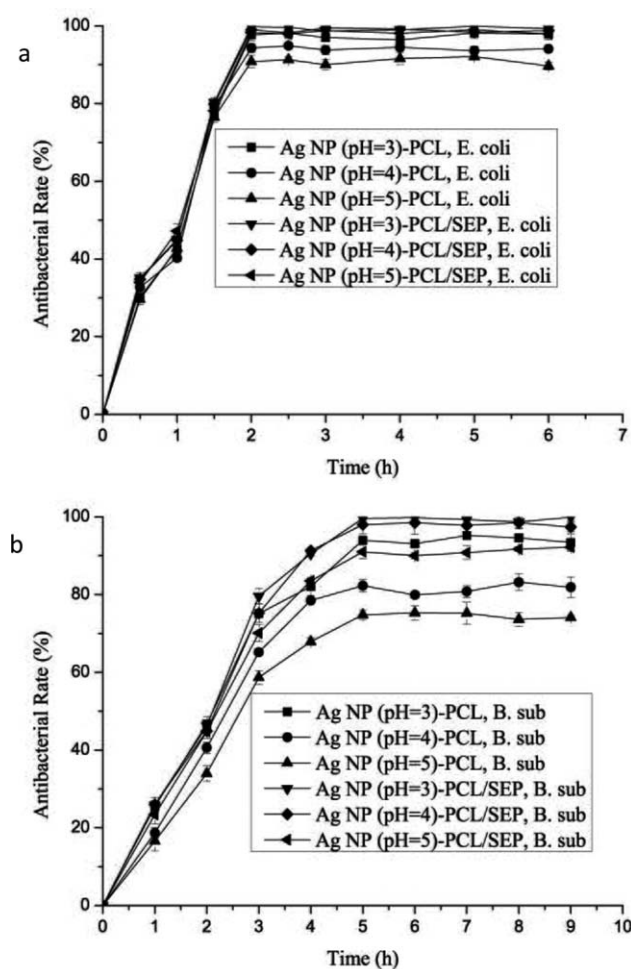 a
100
80
60
40
20
0
Antibacterial Rate (%)
Ag NP (pH=3)-PCL, E. coli
Ag NP (pH=4)-PCL, E. coli
Ag NP (pH=5)-PCL, E. coli
Ag NP (pH=3)-PCL/SEP, E. coli
Ag NP (pH=4)-PCL/SEP, E. coli
Ag NP (pH=5)-PCL/SEP, E. coli
0 1 2 3 4 5 6 7
Time (h)
b
100
80
60
40
20
0
Antibacterial Rate (%)
Ag NP (pH=3)-PCL, B. sub
Ag NP (pH=4)-PCL, B. sub
Ag NP (pH=5)-PCL, B. sub
Ag NP (pH=3)-PCL/SEP, B. sub
Ag NP (pH=4)-PCL/SEP, B. sub
Ag NP (pH=5)-PCL/SEP, B. sub
0 1 2 3 4 5 6 7 8 9 10
Time (h)